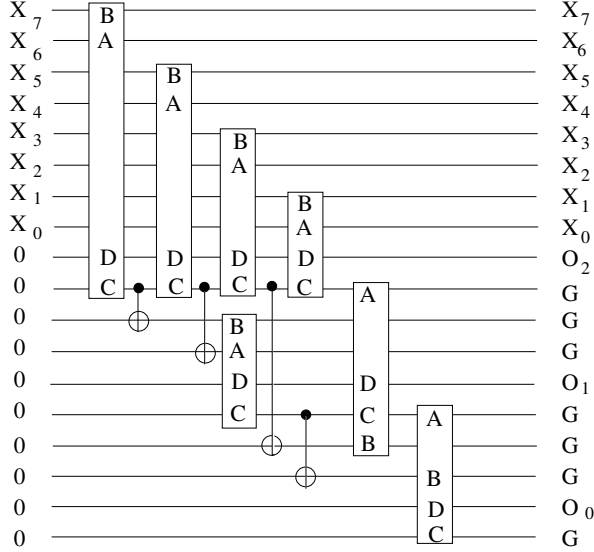 X₇ B X₇
X₆ A X₆
X₅ B X₅
X₄ A X₄
X₃ B X₃
X₂ A X₂
X₁ B X₁
X₀ A X₀
0 D D D D O₂
0 C C C C A G
0 B G
0 A G
0 D D O₁
0 C C A G
0 B G
0 B G
0 D O₀
0 C G